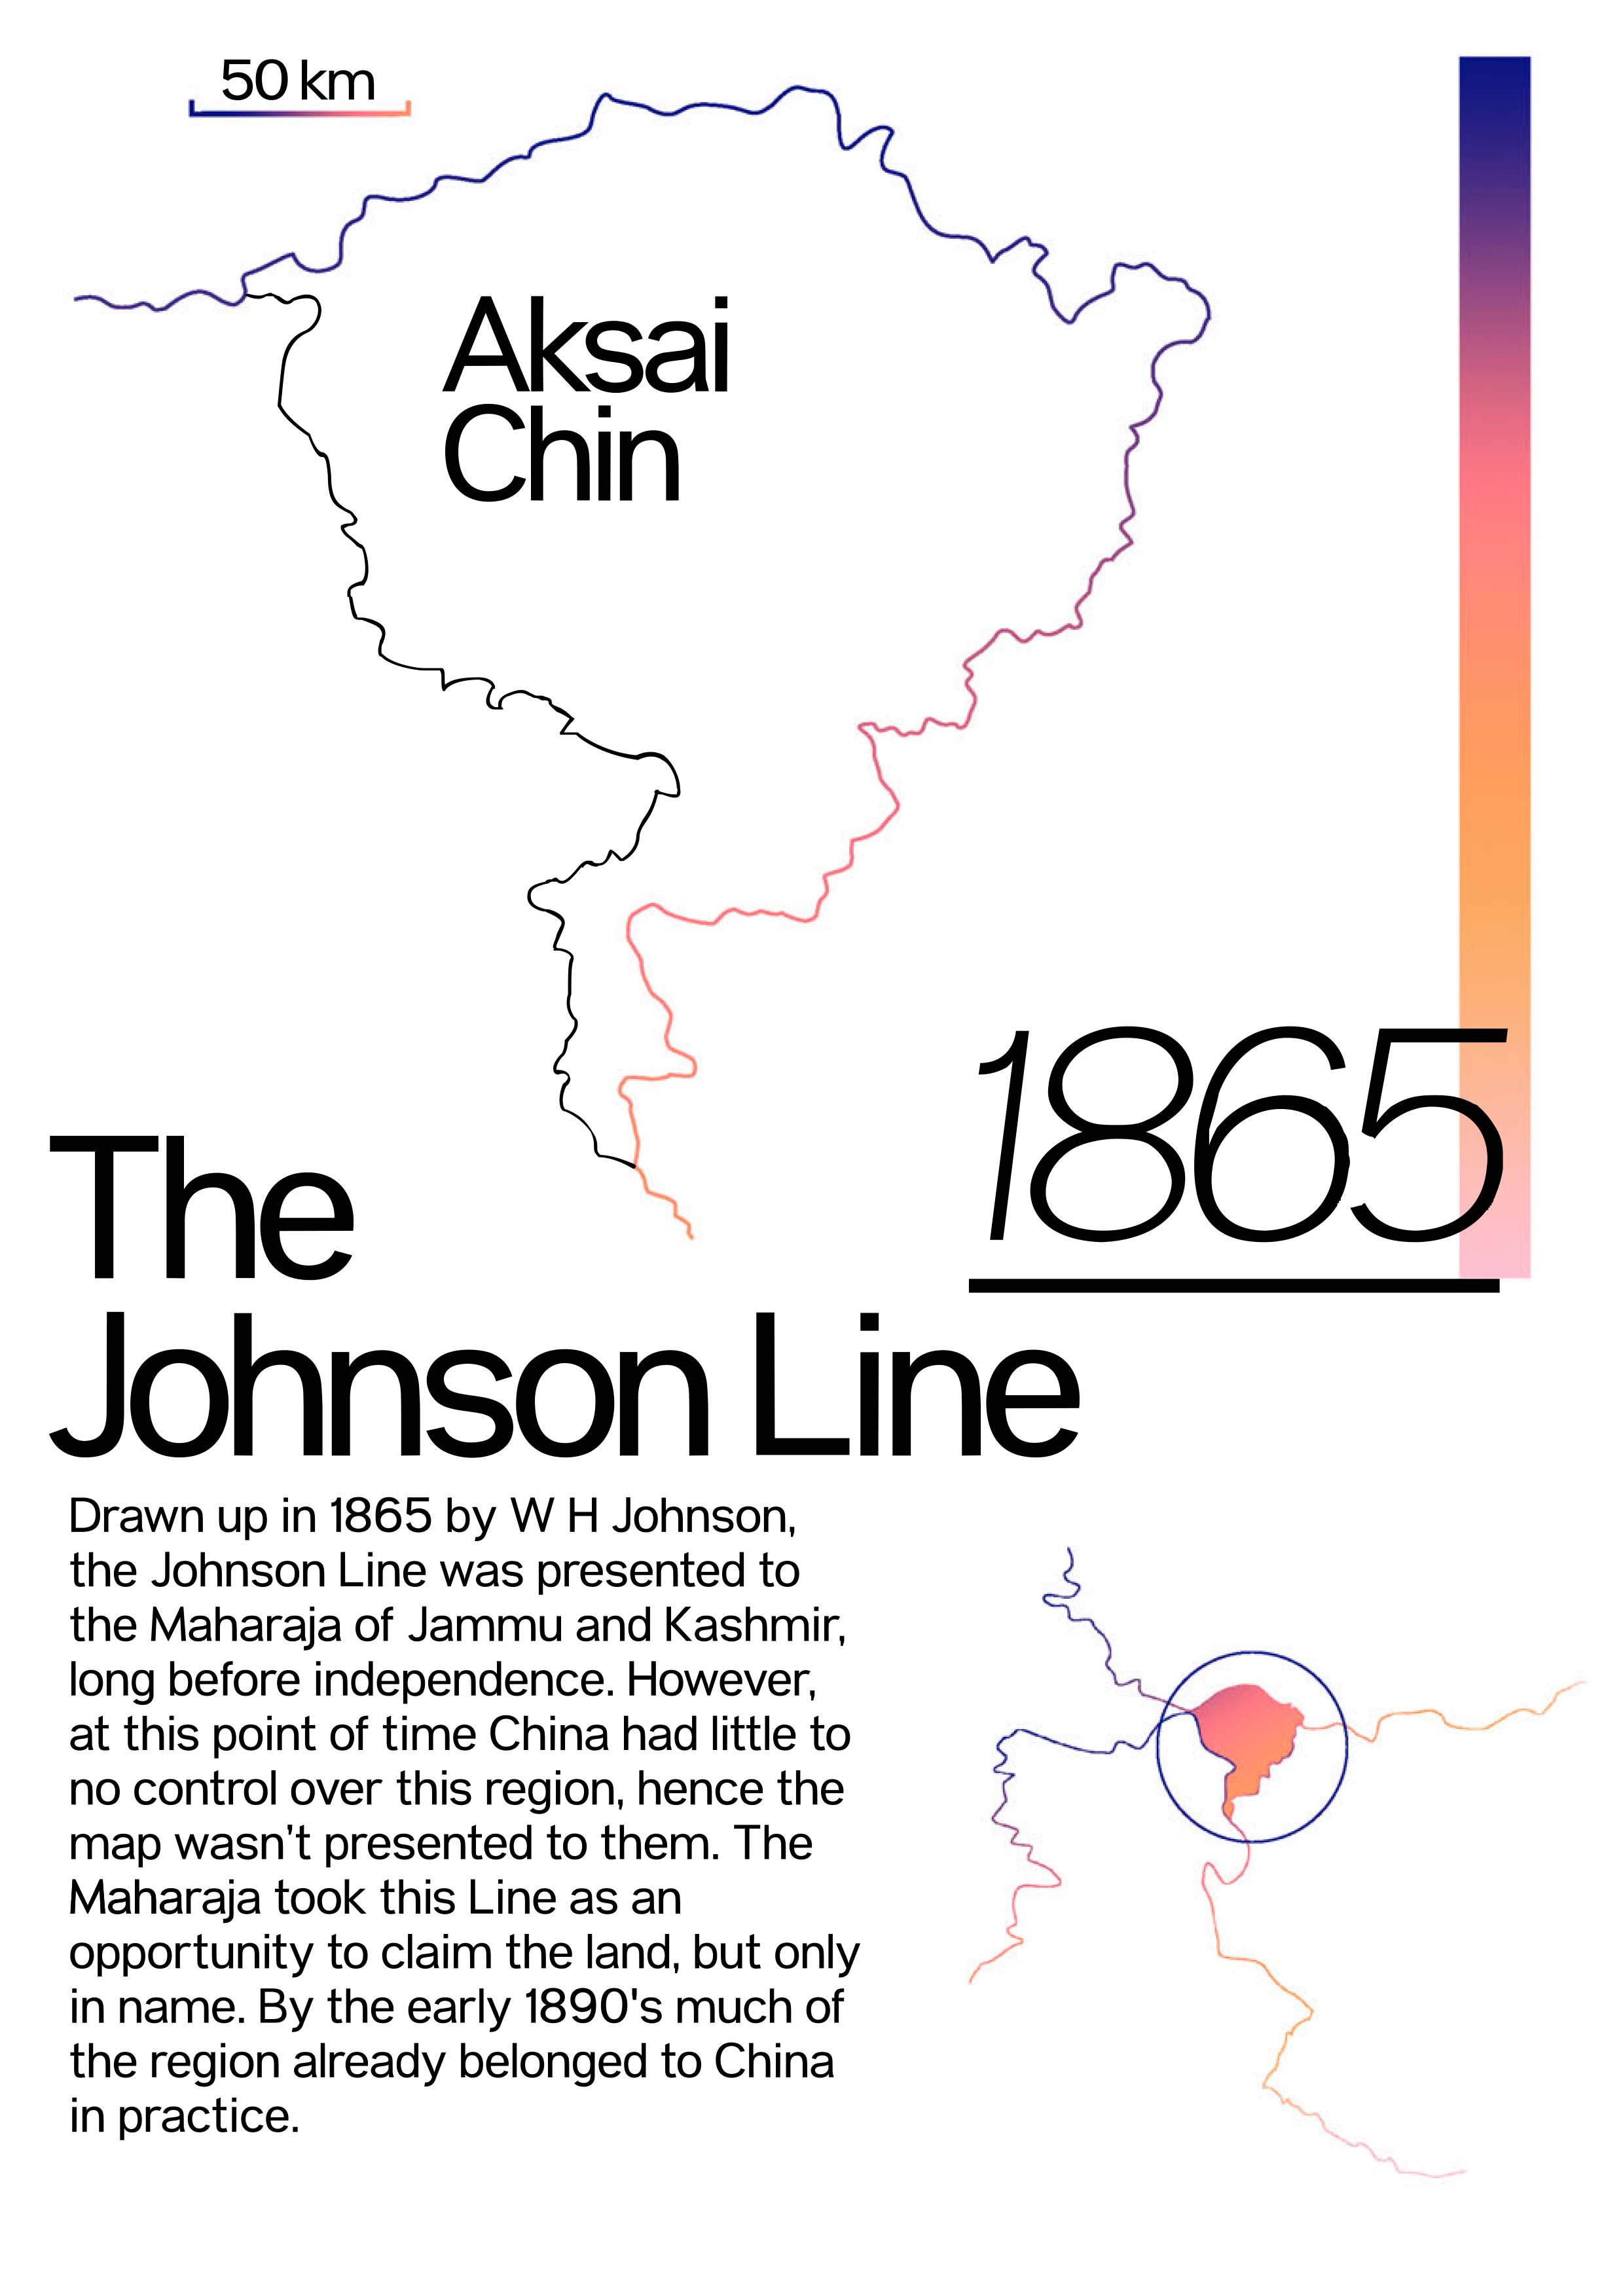 50 km
Aksai
Chin
1865
The
Johnson Line
Drawn up in 1865 by W H Johnson,
the Johnson Line was presented to
the Maharaja of Jammu and Kashmir,
long before independence. However,
at this point of time China had little to
no control over this region, hence the
map wasn't presented to them. The
Maharaja took this Line as an
opportunity to claim the land, but only
in name. By the early 1890's much of
the region already belonged to China
in practice.